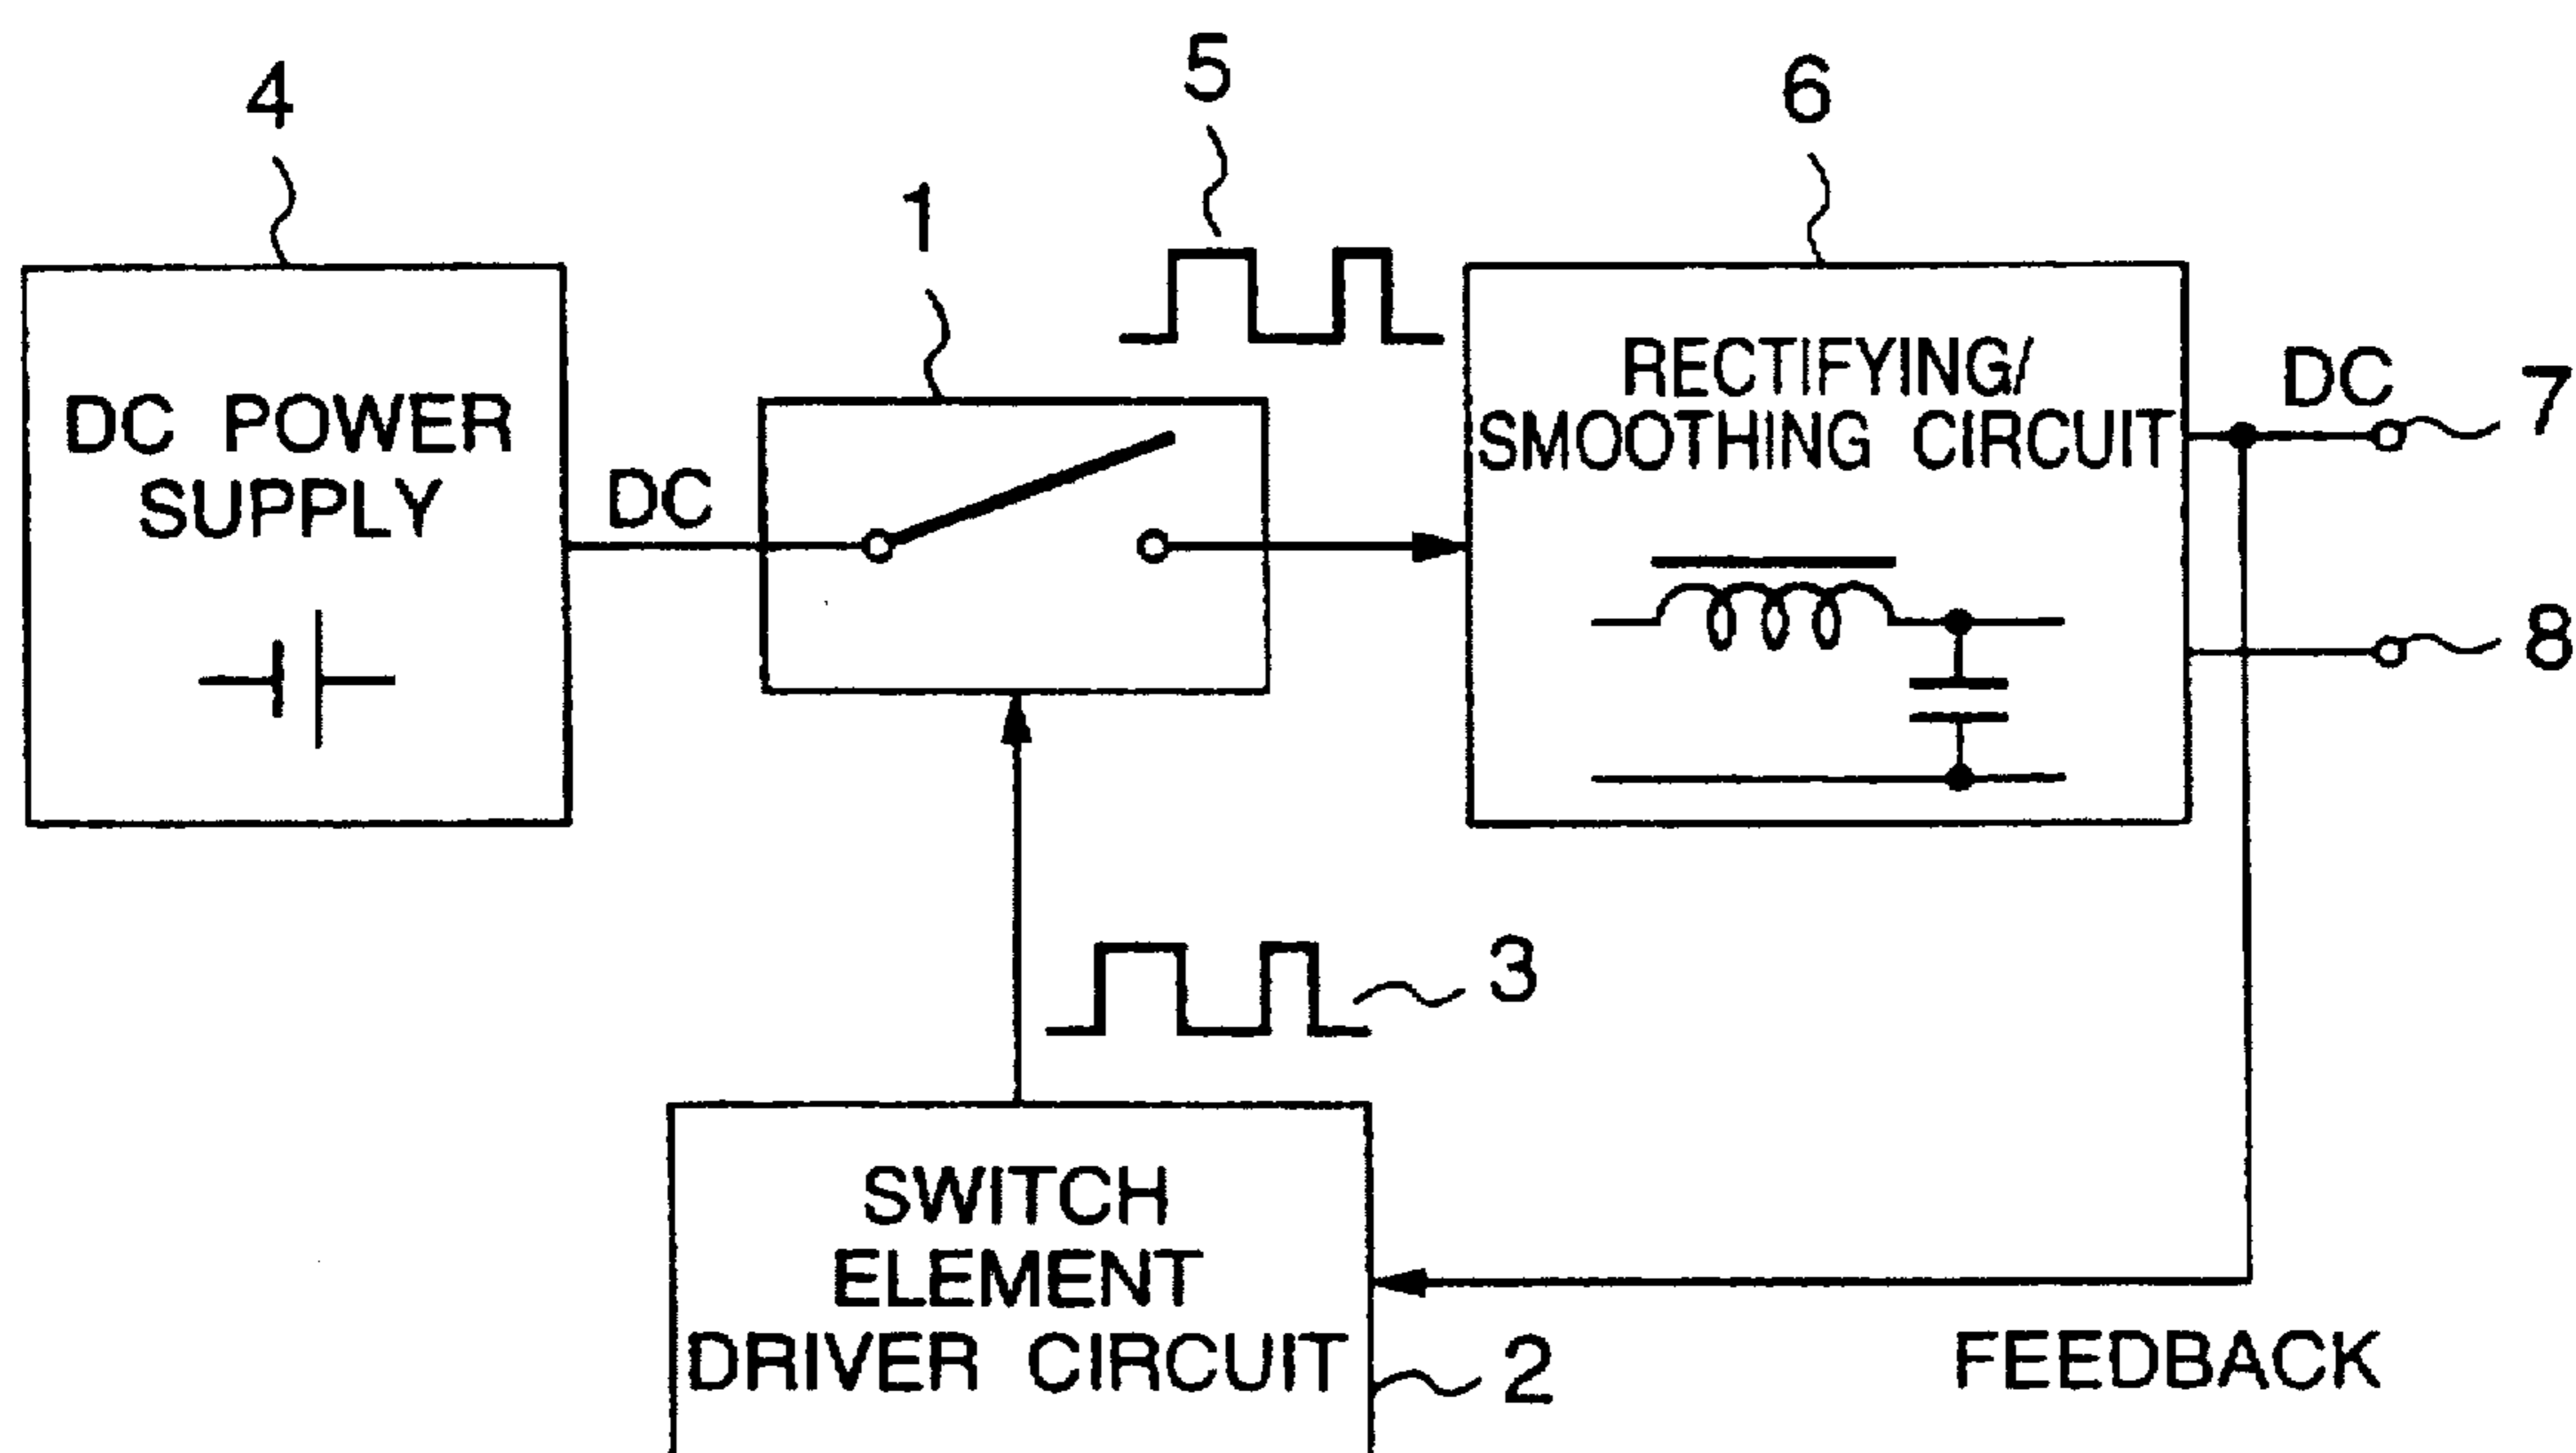 4
5
6
1
DC POWER
SUPPLY
DC
RECTIFYING/
SMOOTHING CIRCUIT
DC
7
8
3
SWITCH
ELEMENT
DRIVER CIRCUIT
2
FEEDBACK